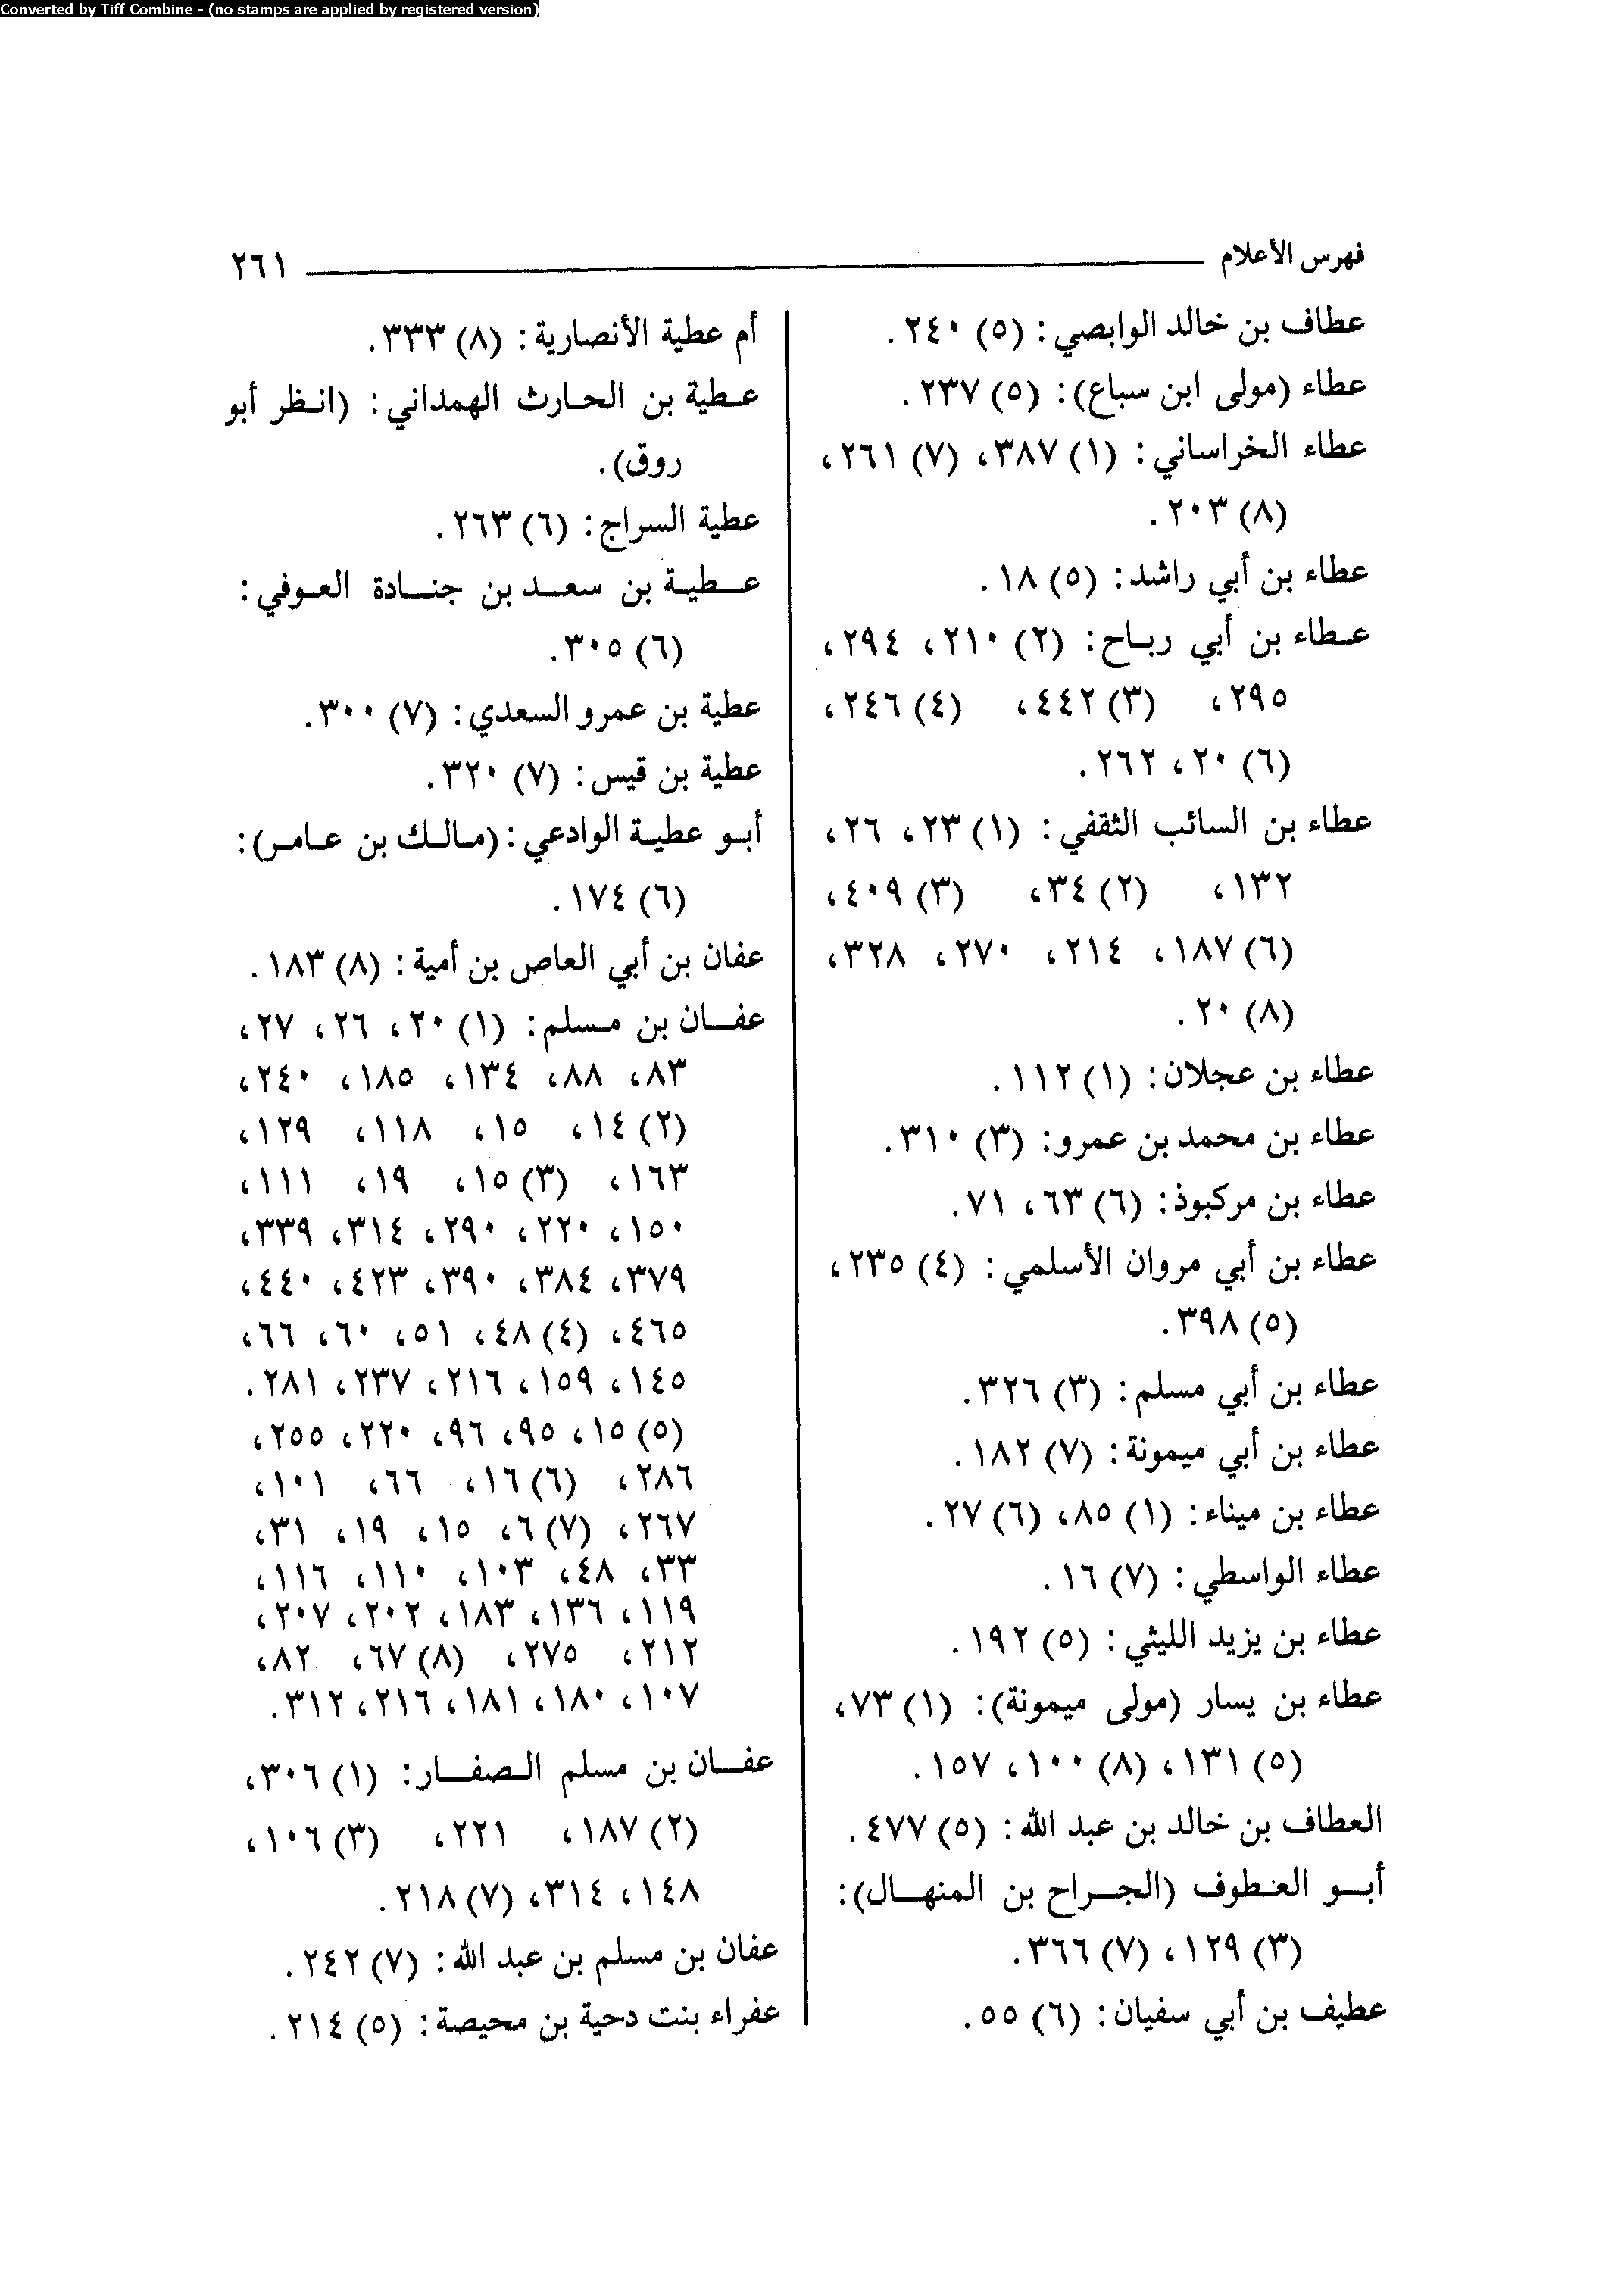 Converted by Tiff Combine - (no stamps are applied by registered version)
فهرس الأعلام ٢٦١
عطاف بن خالد الوابصي: (٥) ٢٤٠.
عطاء (مولى ابن سباع): (٥) ٢٣٧.
عطاء الخراساني: (١) ٣٨٧، (٧) ٢٦١،
(٨) ٢٠٣.
عطاء بن أبي راشد: (٥) ١٨.
عطاء بن أبي رباح: (٢) ٢١٠، ٢٩٤،
٢٩٥، (٣) ٤٤٢، (٤) ٢٤٦،
(٦) ٢٠، ٢٦٢.
عطاء بن السائب الثقفي: (١) ٢٣، ٢٦،
١٣٢، (٢) ٣٤، (٣) ٤٠٩،
(٦) ١٨٧، ٢١٤، ٢٧٠، ٣٢٨،
(٨) ٢٠.
عطاء بن عجلان: (١) ١١٢.
عطاء بن محمد بن عمرو: (٣) ٣١٠.
عطاء بن مركبوذ: (٦) ٦٣، ٧١.
عطاء بن أبي مروان الأسلمي: (٤) ٢٣٥،
(٥) ٣٩٨.
عطاء بن أبي مسلم: (٣) ٣٢٦.
عطاء بن أبي ميمونة: (٧) ١٨٢.
عطاء بن ميناء: (١) ٨٥، (٦) ٢٧.
عطاء الواسطي: (٧) ١٦.
عطاء بن يزيد الليثي: (٥) ١٩٢.
عطاء بن يسار (مولى ميمونة): (١) ٧٣،
(٥) ١٣١، (٨) ١٠٠، ١٥٧.
العطاف بن خالد بن عبد الله: (٥) ٤٧٧.
أبو العطوف (الجراح بن المنهال):
(٣) ١٢٩، (٧) ٣٦٦.
عطيف بن أبي سفيان: (٦) ٥٥.
أم عطية الأنصارية: (٨) ٣٣٣.
عطية بن الحارث الهمداني: (انظر أبو
روق).
عطية السراج: (٦) ٢٦٣.
عطية بن سعد بن جنادة العوفي:
(٦) ٣٠٥.
عطية بن عمرو السعدي: (٧) ٣٠٠.
عطية بن قيس: (٧) ٣٢٠.
أبو عطية الوادعي: (مالك بن عامر):
(٦) ١٧٤.
عفان بن أبي العاص بن أمية: (٨) ١٨٣.
عفان بن مسلم: (١) ٢٠، ٢٦، ٢٧،
٨٣، ٨٨، ١٣٤، ١٨٥، ٢٤٠،
(٢) ١٤، ١٥، ١١٨، ١٢٩،
١٦٣، (٣) ١٥، ١٩، ١١١،
١٥٠، ٢٢٠، ٢٩٠، ٣١٤، ٣٣٩،
٣٧٩، ٣٨٤، ٣٩٠، ٤٢٣، ٤٤٠،
٤٦٥، (٤) ٤٨، ٥١، ٦٠، ٦٦،
١٤٥، ١٥٩، ٢١٦، ٢٣٧، ٢٨١.
(٥) ١٥، ٩٥، ٩٦، ٢٢٠، ٢٥٥،
٢٨٦، (٦) ١٦، ٦٦، ١٠١،
٢٦٧، (٧) ٦، ١٥، ١٩، ٣١،
٣٣، ٤٨، ١٠٣، ١١٠، ١١٦،
١١٩، ١٣٦، ١٨٣، ٢٠٢، ٢٠٧،
٢١٢، ٢٧٥، (٨) ٦٧، ٨٢،
١٠٧، ١٨٠، ١٨١، ٢١٦، ٣١٢.
عفان بن مسلم الصفار: (١) ٣٠٦،
(٢) ١٨٧، ٢٢١، (٣) ١٠٦،
١٤٨، ٣١٤، (٧) ٢١٨.
عفان بن مسلم بن عبد الله: (٧) ٢٤٢.
عفراء بنت دحية بن محيصة: (٥) ٢١٤.